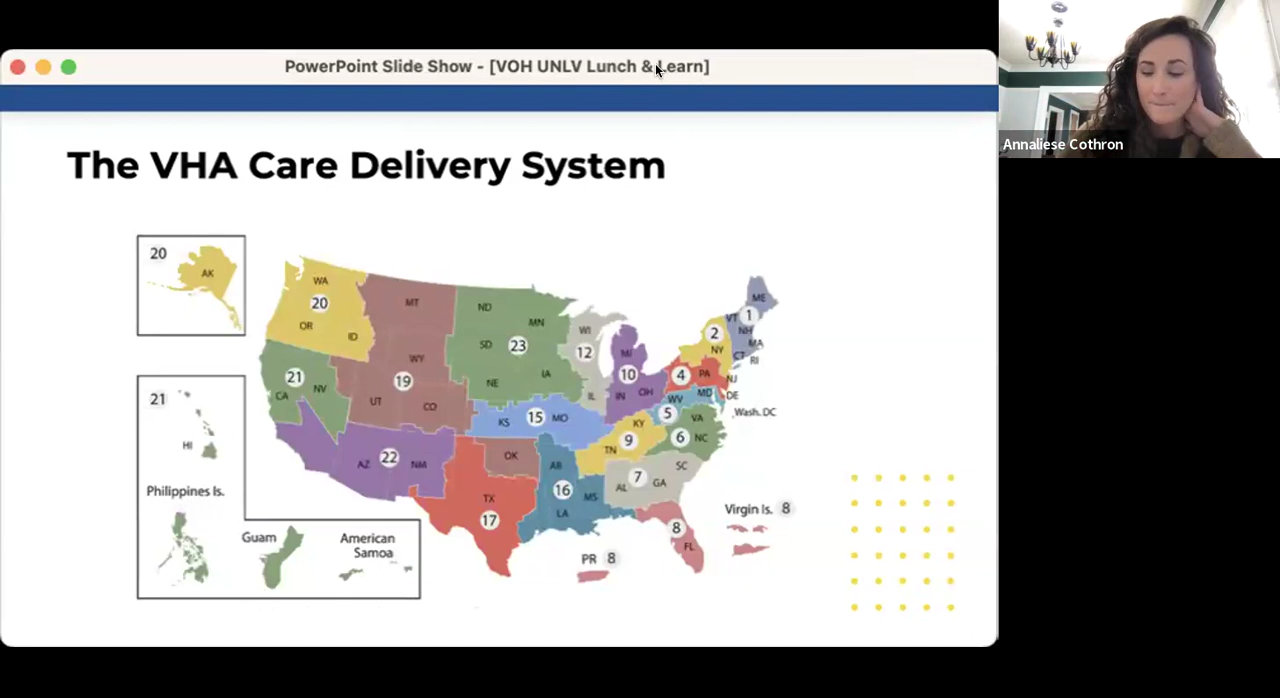 PowerPoint Slide Show - [VOH UNLV Lunch & Learn]
Annaliese Cothron
The VHA Care Delivery System
20
AK
WA
20
OR
ID
MT
WY
19
UT
CO
ND
MN
SD
23
NE
IA
WI
12
IL
MI
10
IN
OH
ME
VT
1
NH
MA
CT
RI
2
NY
4
PA
NJ
DE
MD
Wash. DC
WV
5
VA
6
NC
21
CA
NV
KS
15
MO
KY
9
TN
AZ
22
NM
OK
AR
16
MS
LA
TX
17
SC
7
AL
GA
8
FL
21
HI
Philippines Is.
Guam
American
Samoa
PR 8
Virgin Is. 8